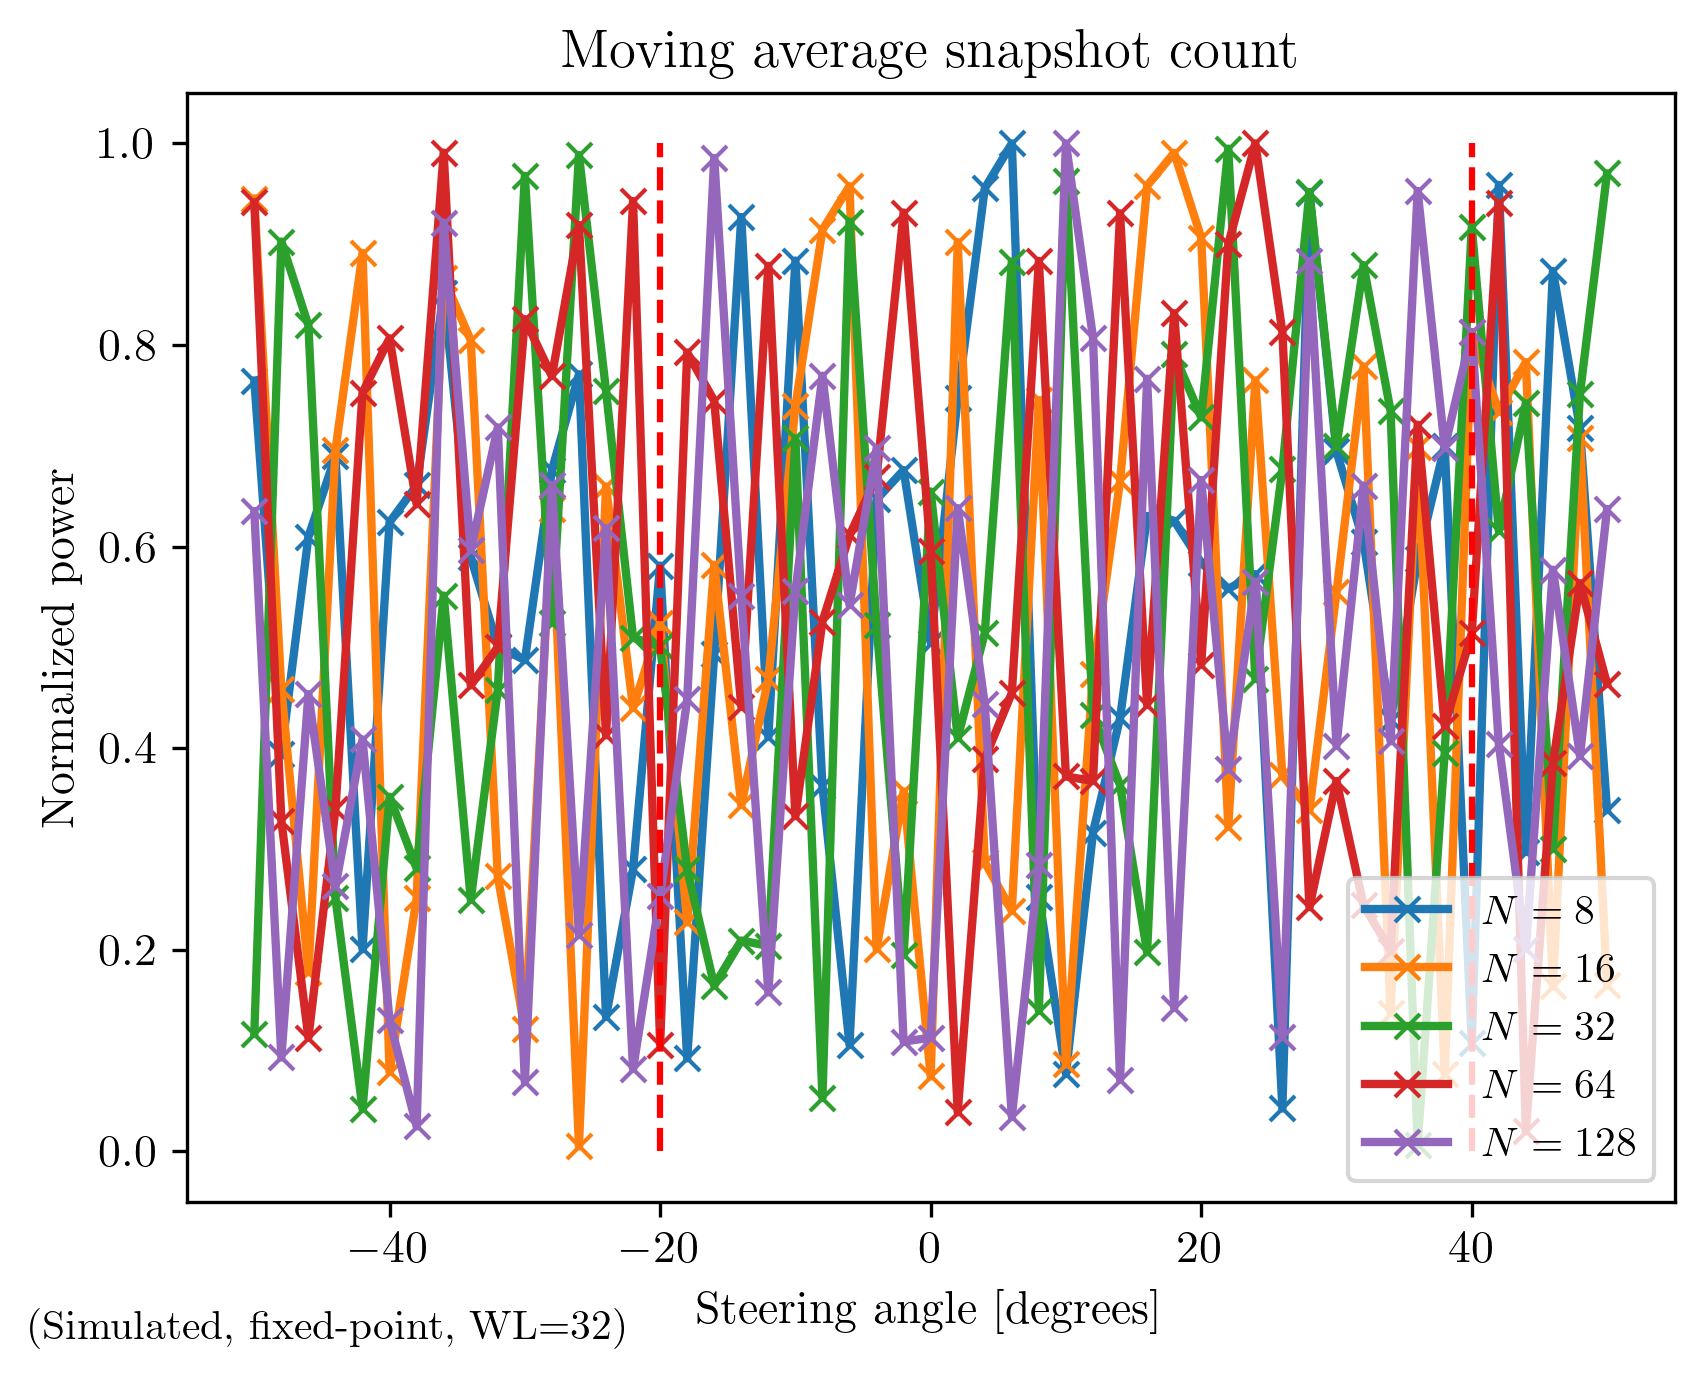 Moving average snapshot count
Normalized power
1.0
0.8
0.6
0.4
0.2
0.0
−40
−20
0
20
40
Steering angle [degrees]
(Simulated, fixed-point, WL=32)
N = 8
N = 16
N = 32
N = 64
N = 128